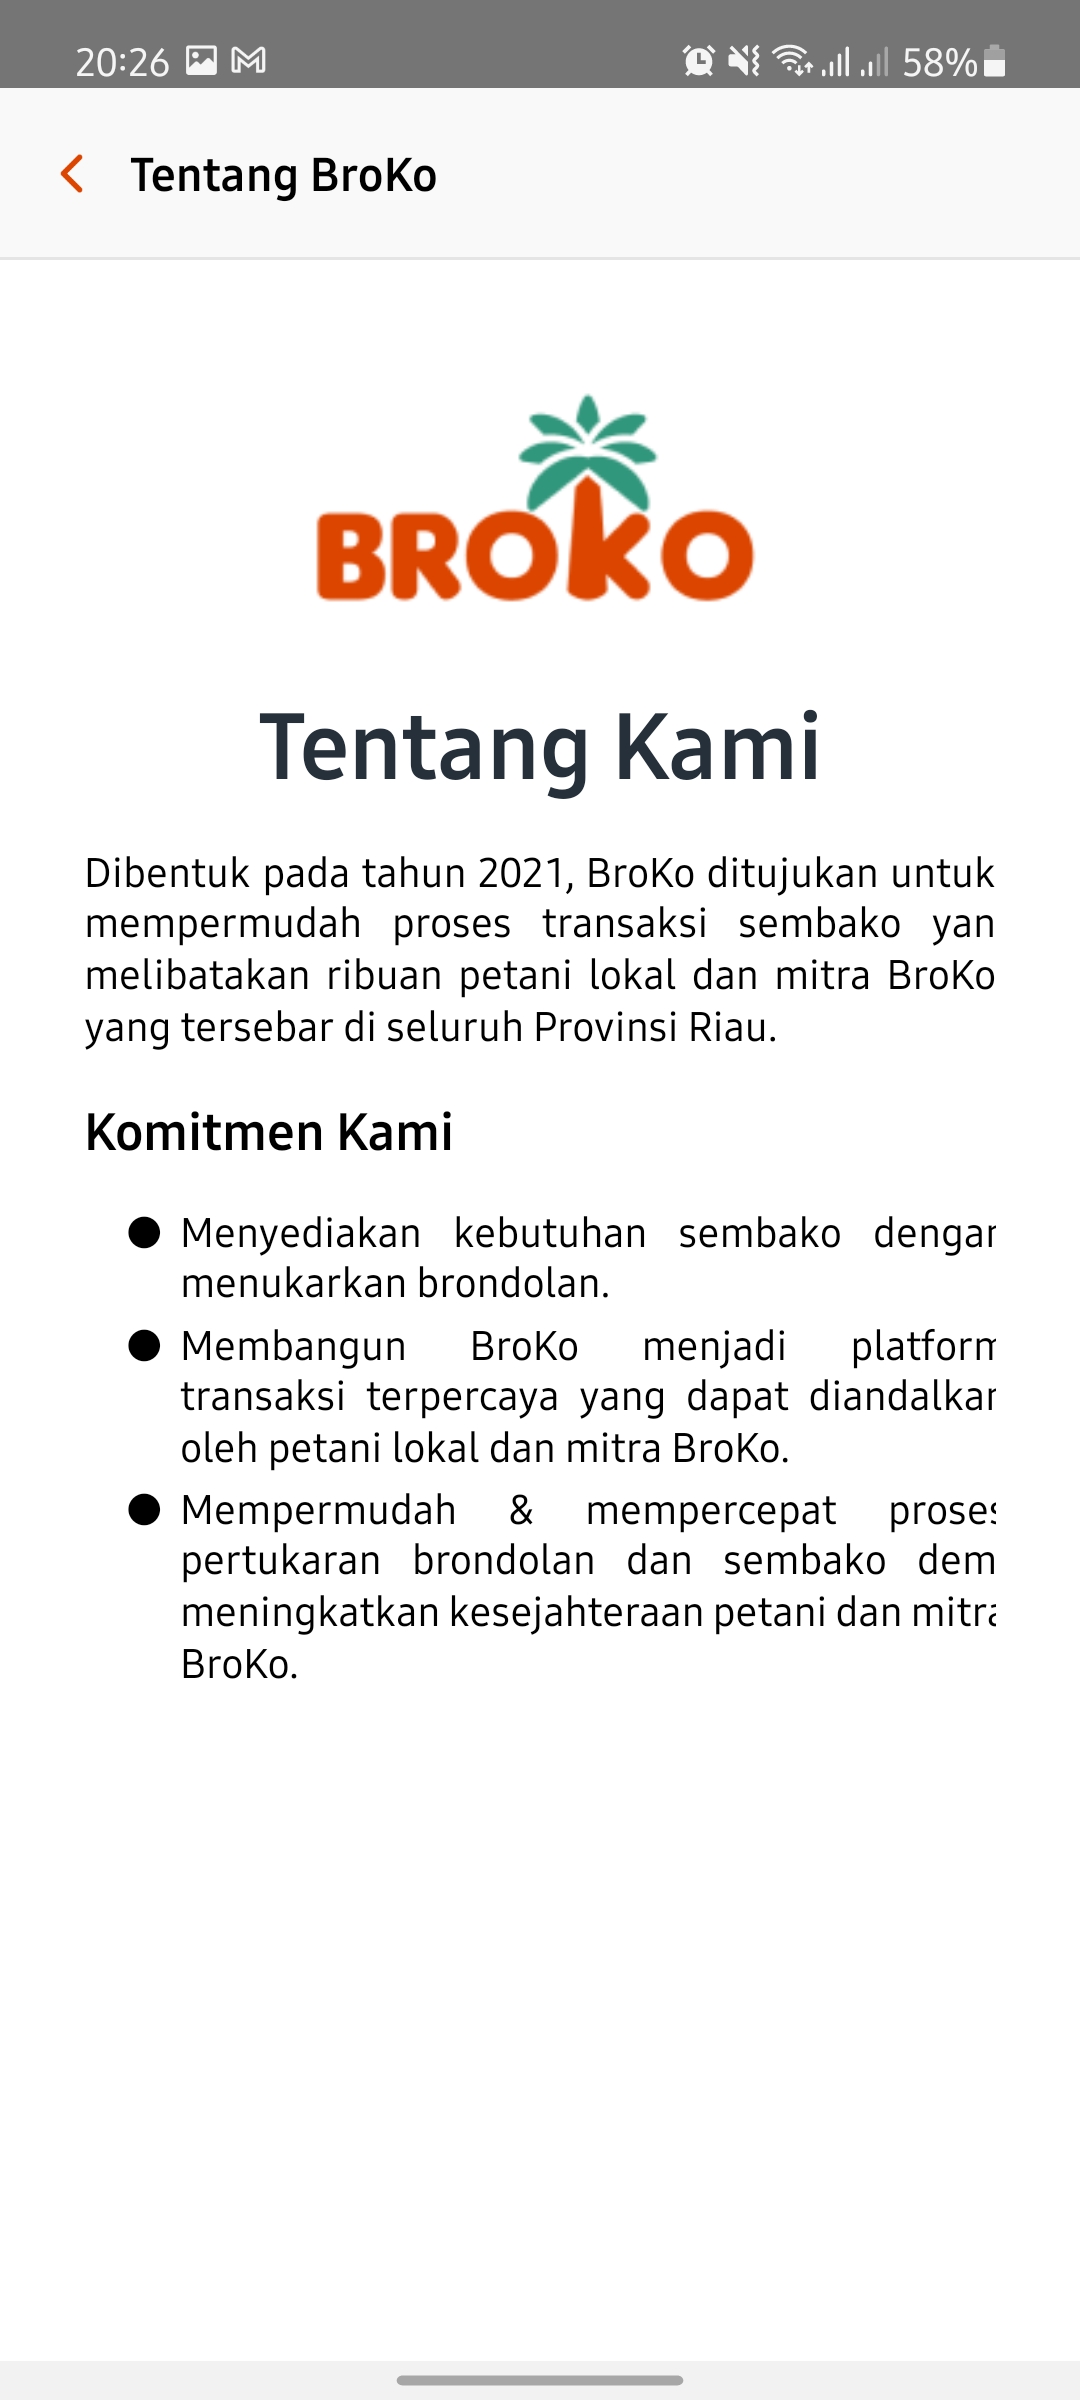 20:26
58%
Tentang BroKo
BROKO
Tentang Kami
Dibentuk pada tahun 2021, BroKo ditujukan untuk
mempermudah proses transaksi sembako yan
melibatakan ribuan petani lokal dan mitra BroKo
yang tersebar di seluruh Provinsi Riau.
Komitmen Kami
● Menyediakan kebutuhan sembako dengan
menukarkan brondolan.
● Membangun BroKo menjadi platform
transaksi terpercaya yang dapat diandalkan
oleh petani lokal dan mitra BroKo.
● Mempermudah & mempercepat proses
pertukaran brondolan dan sembako dem
meningkatkan kesejahteraan petani dan mitra
BroKo.